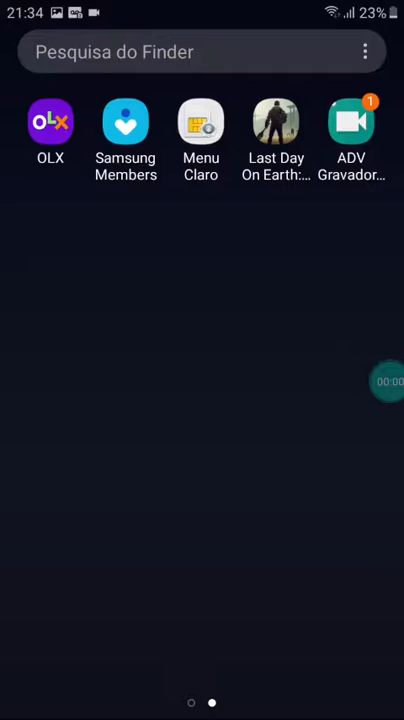 21:34 23%
Pesquisa do Finder
OLX
OLX
Samsung
Members
Menu
Claro
Last Day
On Earth:...
1
ADV
Gravador...
00:00